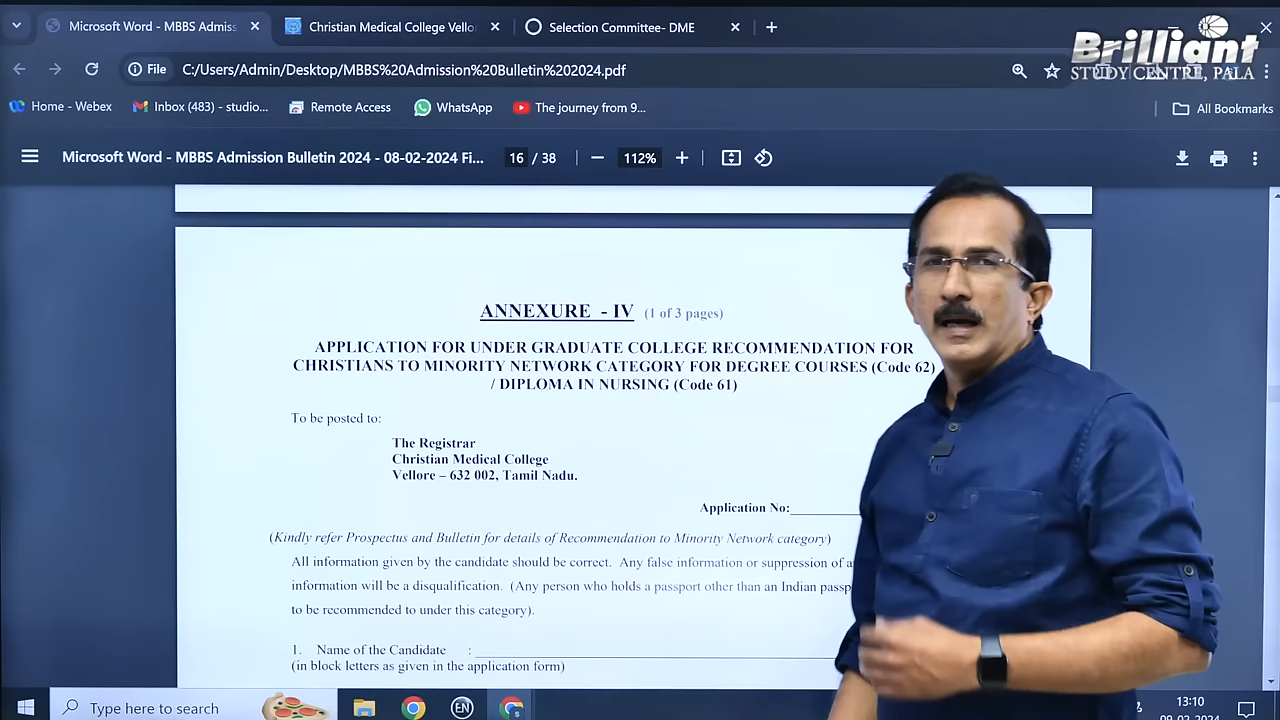 Microsoft Word - MBBS Admiss
Christian Medical College Vello
Selection Committee- DME
Brilliant
STUDY CENTRE, PALA
File
C:/Users/Admin/Desktop/MBBS%20Admission%20Bulletin%202024.pdf
Home - Webex
Inbox (483) - studio...
Remote Access
WhatsApp
The journey from 9...
All Bookmarks
Microsoft Word - MBBS Admission Bulletin 2024 - 08-02-2024 Fi...
16 / 38
112%
ANNEXURE - IV (1 of 3 pages)
APPLICATION FOR UNDER GRADUATE COLLEGE RECOMMENDATION FOR
CHRISTIANS TO MINORITY NETWORK CATEGORY FOR DEGREE COURSES (Code 62)
/ DIPLOMA IN NURSING (Code 61)
To be posted to:
The Registrar
Christian Medical College
Vellore – 632 002, Tamil Nadu.
Application No:
(Kindly refer Prospectus and Bulletin for details of Recommendation to Minority Network category)
All information given by the candidate should be correct. Any false information or suppression of
information will be a disqualification. (Any person who holds a passport other than an Indian
to be recommended to under this category).
1. Name of the Candidate :
(in block letters as given in the application form)
Type here to search
EN
13:10